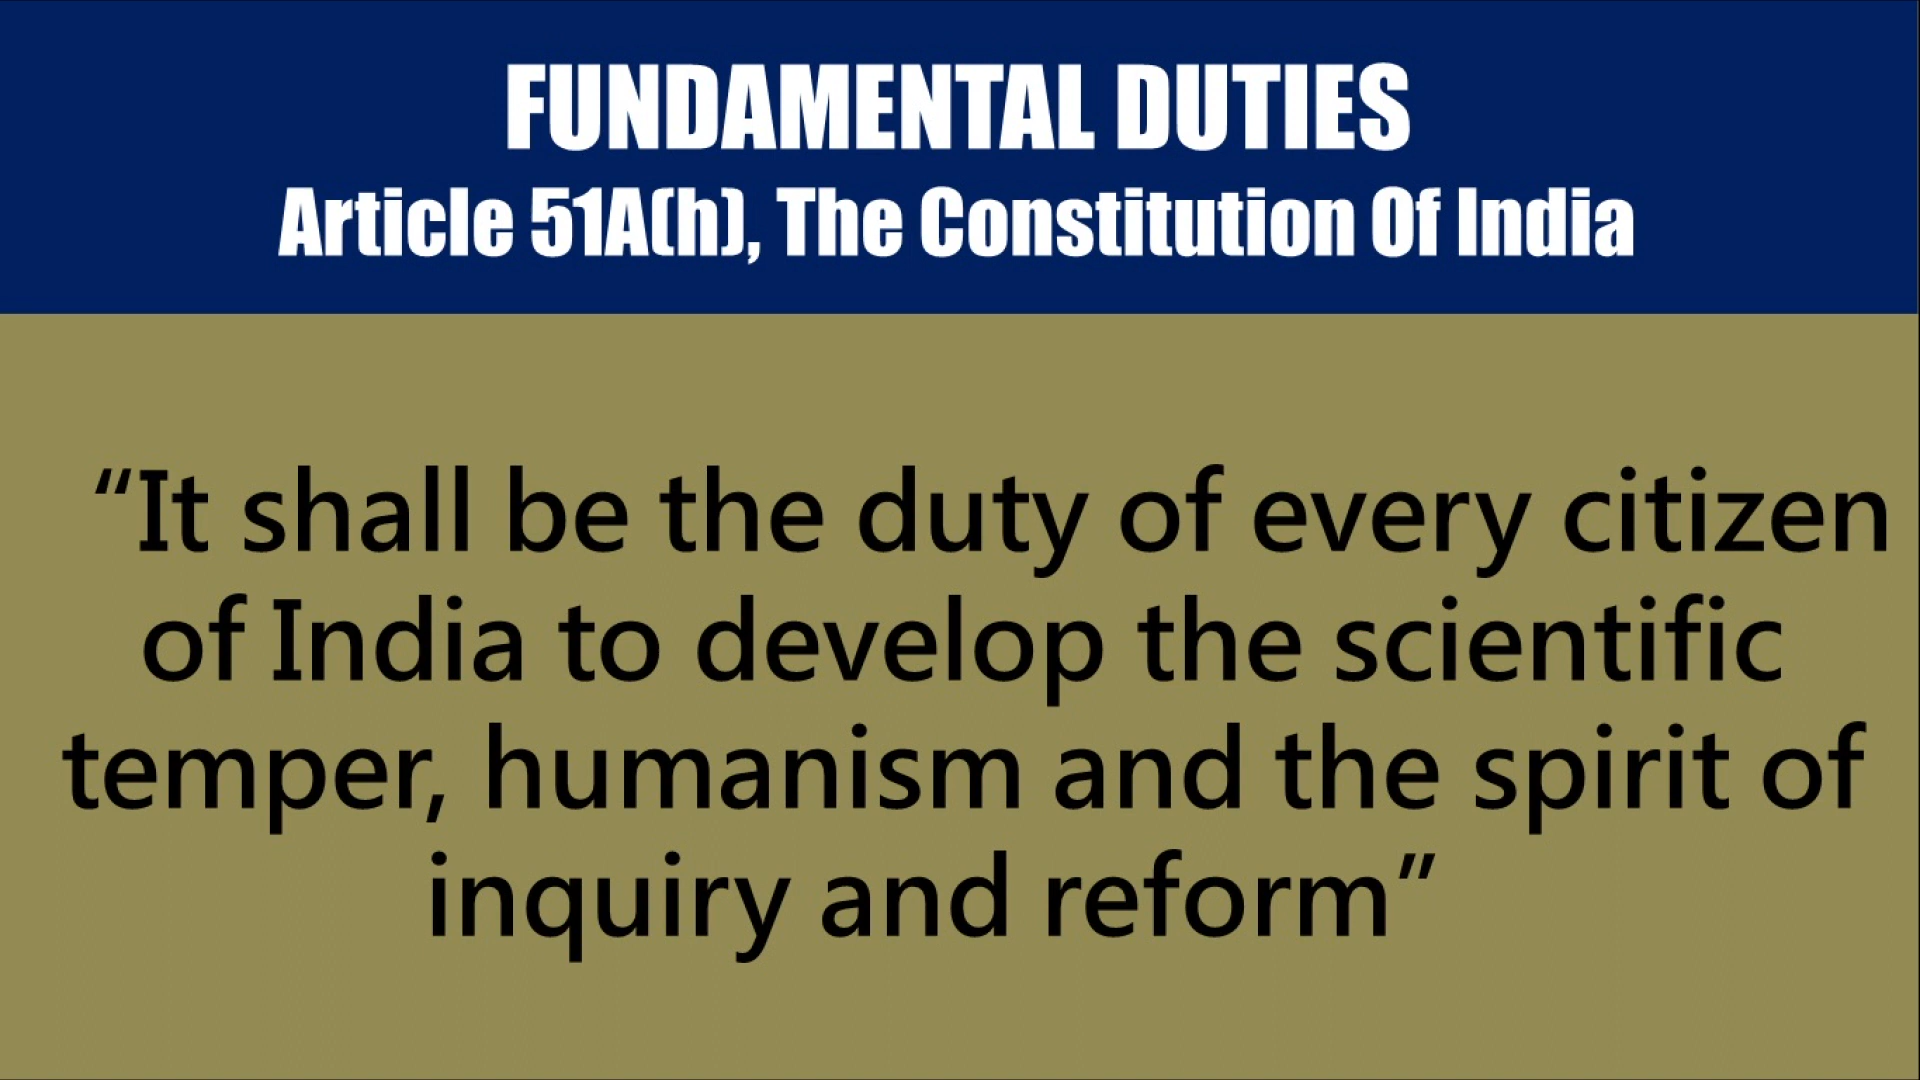 FUNDAMENTAL DUTIES
Article 51A(h), The Constitution Of India
“It shall be the duty of every citizen
of India to develop the scientific
temper, humanism and the spirit of
inquiry and reform”